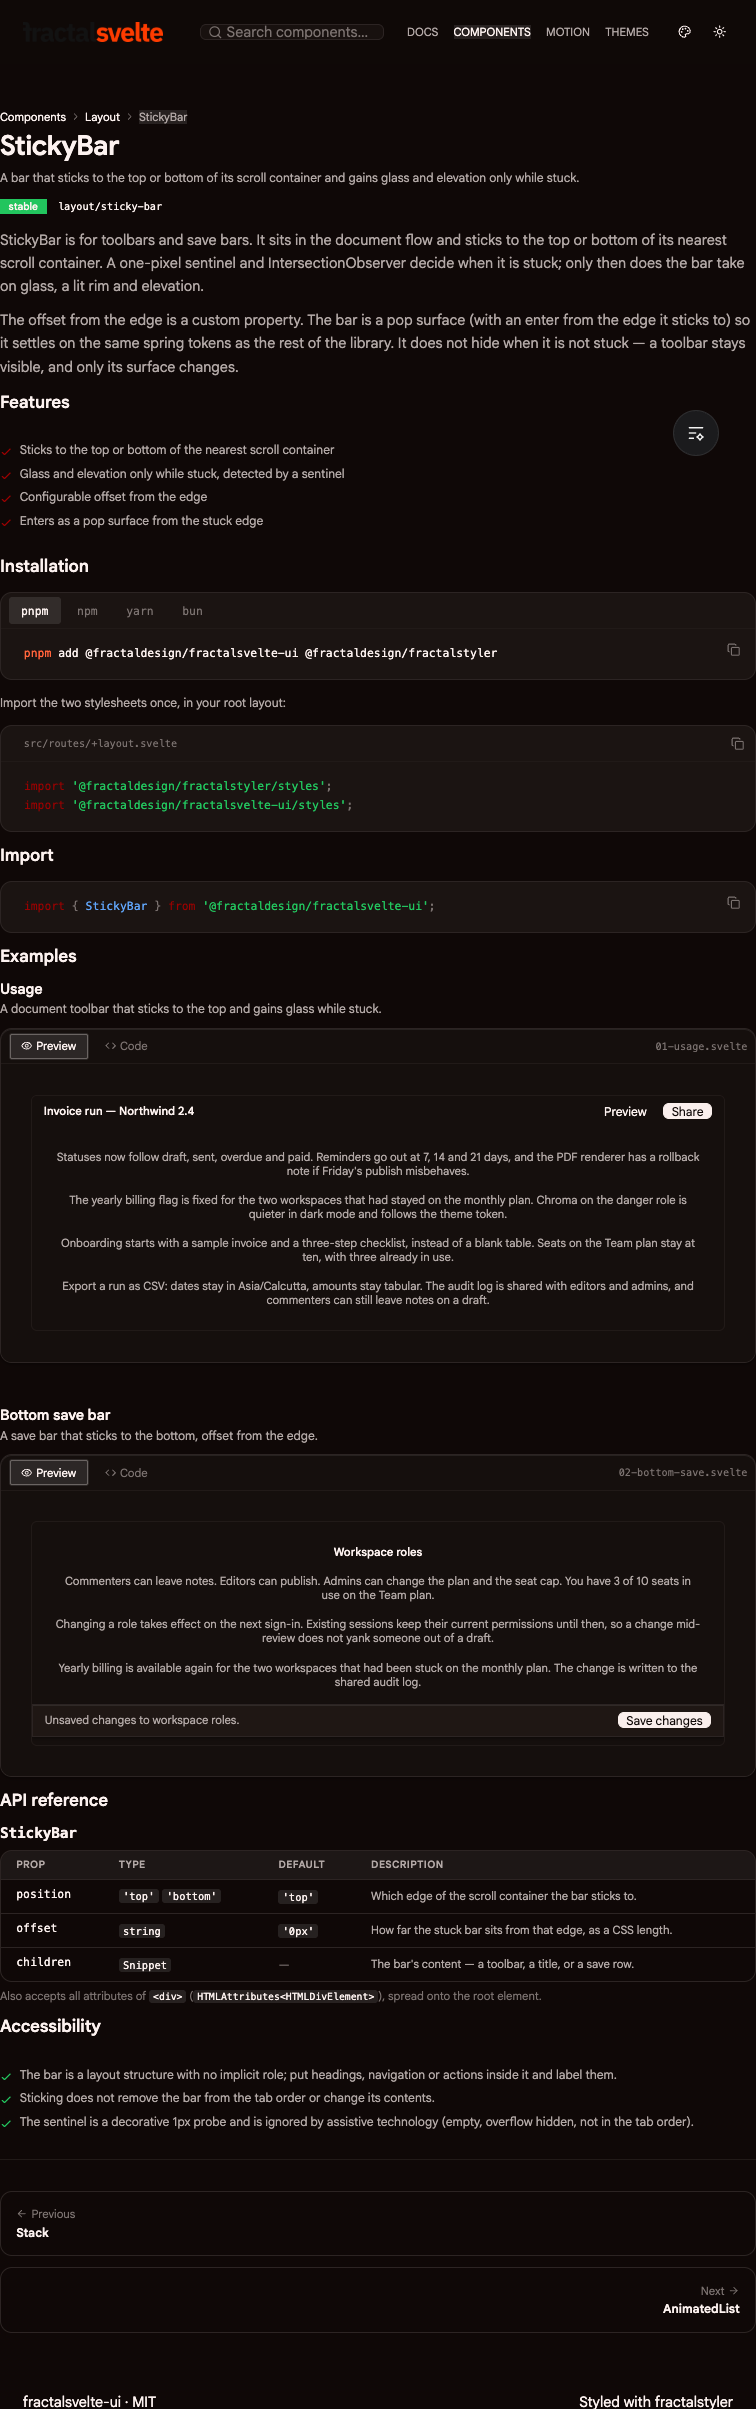 fractalsvelte
Search components...
DOCS
COMPONENTS
MOTION
THEMES
Components > Layout > StickyBar
StickyBar
A bar that sticks to the top or bottom of its scroll container and gains glass and elevation only while stuck.
stable layout/sticky-bar
StickyBar is for toolbars and save bars. It sits in the document flow and sticks to the top or bottom of its nearest
scroll container. A one-pixel sentinel and IntersectionObserver decide when it is stuck; only then does the bar take
on glass, a lit rim and elevation.
The offset from the edge is a custom property. The bar is a pop surface (with an enter from the edge it sticks to) so
it settles on the same spring tokens as the rest of the library. It does not hide when it is not stuck — a toolbar stays
visible, and only its surface changes.
Features
Sticks to the top or bottom of the nearest scroll container
Glass and elevation only while stuck, detected by a sentinel
Configurable offset from the edge
Enters as a pop surface from the stuck edge
Installation
pnpm npm yarn bun
pnpm add @fractaldesign/fractalsvelte-ui @fractaldesign/fractalstyler
Import the two stylesheets once, in your root layout:
src/routes/+layout.svelte
import '@fractaldesign/fractalstyler/styles';
import '@fractaldesign/fractalsvelte-ui/styles';
Import
import { StickyBar } from '@fractaldesign/fractalsvelte-ui';
Examples
Usage
A document toolbar that sticks to the top and gains glass while stuck.
Preview <> Code 01-usage.svelte
Invoice run — Northwind 2.4 Preview Share
Statuses now follow draft, sent, overdue and paid. Reminders go out at 7, 14 and 21 days, and the PDF renderer has a rollback
note if Friday's publish misbehaves.
The yearly billing flag is fixed for the two workspaces that had stayed on the monthly plan. Chroma on the danger role is
quieter in dark mode and follows the theme token.
Onboarding starts with a sample invoice and a three-step checklist, instead of a blank table. Seats on the Team plan stay at
ten, with three already in use.
Export a run as CSV: dates stay in Asia/Calcutta, amounts stay tabular. The audit log is shared with editors and admins, and
commenters can still leave notes on a draft.
Bottom save bar
A save bar that sticks to the bottom, offset from the edge.
Preview <> Code 02-bottom-save.svelte
Workspace roles
Commenters can leave notes. Editors can publish. Admins can change the plan and the seat cap. You have 3 of 10 seats in
use on the Team plan.
Changing a role takes effect on the next sign-in. Existing sessions keep their current permissions until then, so a change mid-
review does not yank someone out of a draft.
Yearly billing is available again for the two workspaces that had been stuck on the monthly plan. The change is written to the
shared audit log.
Unsaved changes to workspace roles. Save changes
API reference
StickyBar
PROP TYPE DEFAULT DESCRIPTION
position 'top' 'bottom' 'top' Which edge of the scroll container the bar sticks to.
offset string '0px' How far the stuck bar sits from that edge, as a CSS length.
children Snippet — The bar's content — a toolbar, a title, or a save row.
Also accepts all attributes of <div> (HTMLAttributes<HTMLDivElement>), spread onto the root element.
Accessibility
The bar is a layout structure with no implicit role; put headings, navigation or actions inside it and label them.
Sticking does not remove the bar from the tab order or change its contents.
The sentinel is a decorative 1px probe and is ignored by assistive technology (empty, overflow hidden, not in the tab order).
← Previous
Stack
Next →
AnimatedList
fractalsvelte-ui · MIT
Styled with fractalstyler